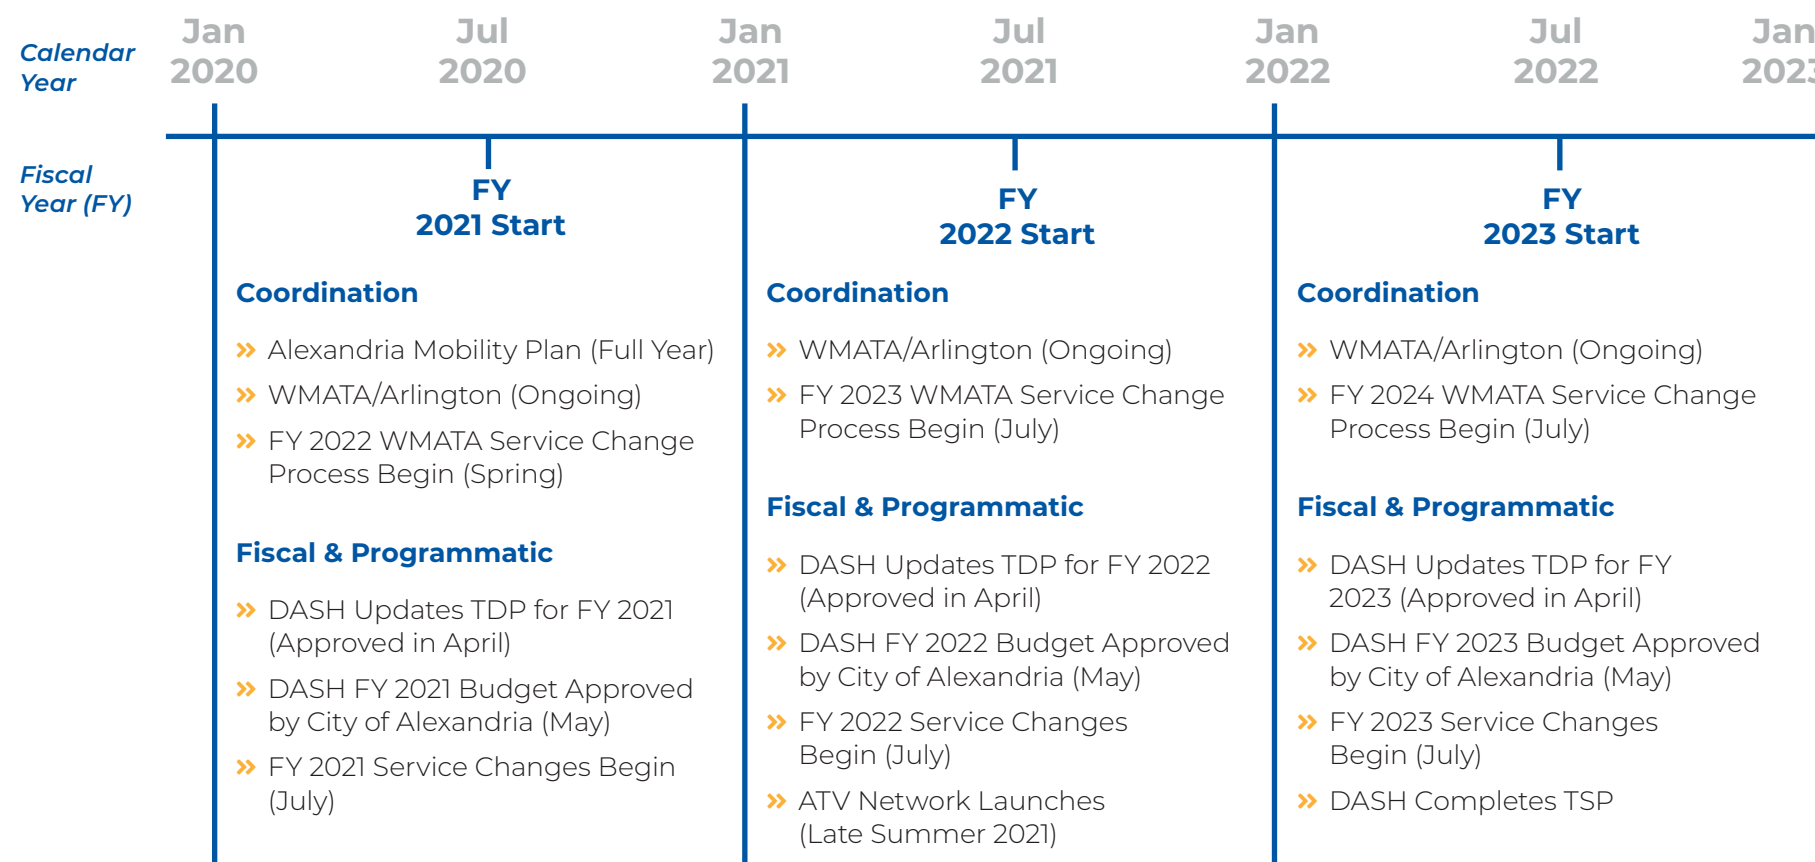 Calendar
Year
Jan
2020
Jul
2020
Jan
2021
Jul
2021
Jan
2022
Jul
2022
Jan
2023
Fiscal
Year (FY)
FY
2021 Start
FY
2022 Start
FY
2023 Start
Coordination
» Alexandria Mobility Plan (Full Year)
» WMATA/Arlington (Ongoing)
» FY 2022 WMATA Service Change
Process Begin (Spring)
Fiscal & Programmatic
» DASH Updates TDP for FY 2021
(Approved in April)
» DASH FY 2021 Budget Approved
by City of Alexandria (May)
» FY 2021 Service Changes Begin
(July)
Coordination
» WMATA/Arlington (Ongoing)
» FY 2023 WMATA Service Change
Process Begin (July)
Fiscal & Programmatic
» DASH Updates TDP for FY 2022
(Approved in April)
» DASH FY 2022 Budget Approved
by City of Alexandria (May)
» FY 2022 Service Changes
Begin (July)
» ATV Network Launches
(Late Summer 2021)
Coordination
» WMATA/Arlington (Ongoing)
» FY 2024 WMATA Service Change
Process Begin (July)
Fiscal & Programmatic
» DASH Updates TDP for FY
2023 (Approved in April)
» DASH FY 2023 Budget Approved
by City of Alexandria (May)
» FY 2023 Service Changes
Begin (July)
» DASH Completes TSP